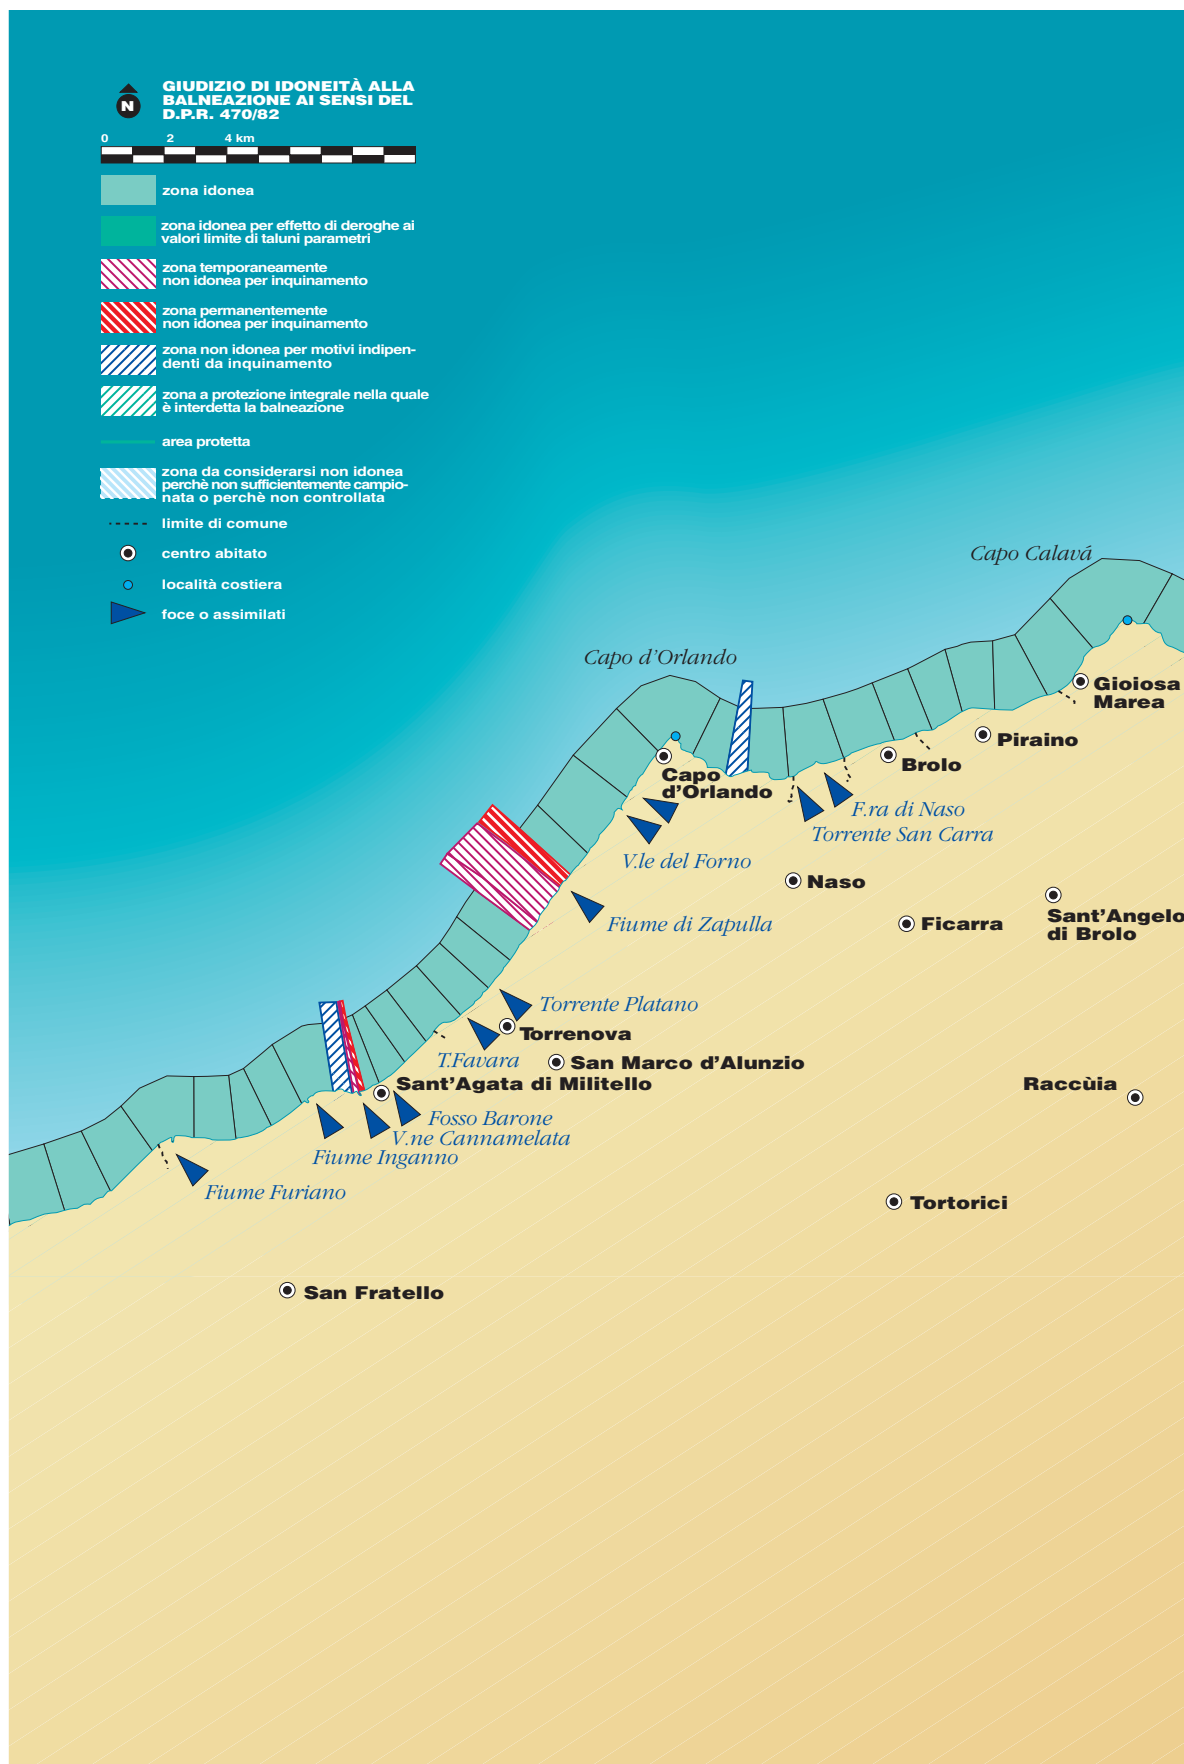 GIUDIZIO DI IDONEITÀ ALLA
BALNEAZIONE AI SENSI DEL
D.P.R. 470/82
N
0 2 4 km
zona idonea
zona idonea per effetto di deroghe ai
valori limite di taluni parametri
zona temporaneamente
non idonea per inquinamento
zona permanentemente
non idonea per inquinamento
zona non idonea per motivi indipen-
denti da inquinamento
zona a protezione integrale nella quale
è interdetta la balneazione
area protetta
zona da considerarsi non idonea
perchè non sufficientemente campio-
nata o perchè non controllata
limite di comune
centro abitato
località costiera
foce o assimilati
Capo Calavá
Capo d'Orlando
Gioiosa
Marea
Piraino
Brolo
Capo
d'Orlando
F.ra di Naso
Torrente San Carra
V.le del Forno
Naso
Sant'Angelo
di Brolo
Ficarra
Fiume di Zapulla
Torrente Platano
Torrenova
T.Favara
San Marco d'Alunzio
Sant'Agata di Militello
Raccùia
Fosso Barone
V.ne Cannamelata
Fiume Inganno
Fiume Furiano
Tortorici
San Fratello